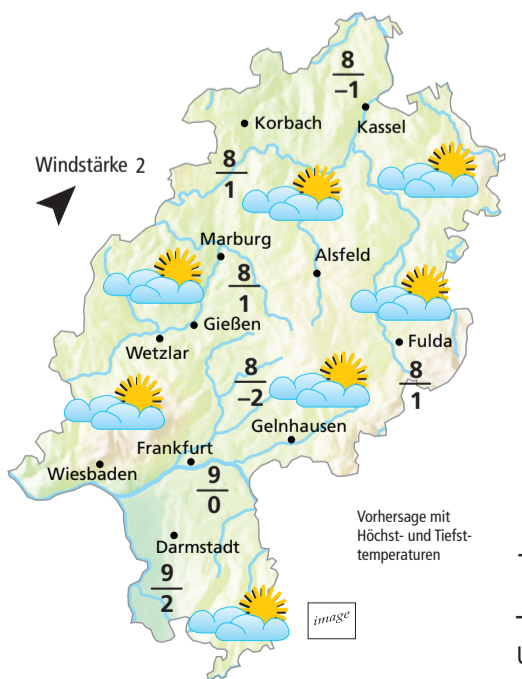 8
–1
Korbach
Kassel
Windstärke 2
8
1
Marburg
Alsfeld
8
1
Gießen
Wetzlar
Fulda
8
–2
8
1
Gelnhausen
Frankfurt
Wiesbaden
9
0
Vorhersage mit
Höchst- und Tiefst-
temperaturen
Darmstadt
9
2
image